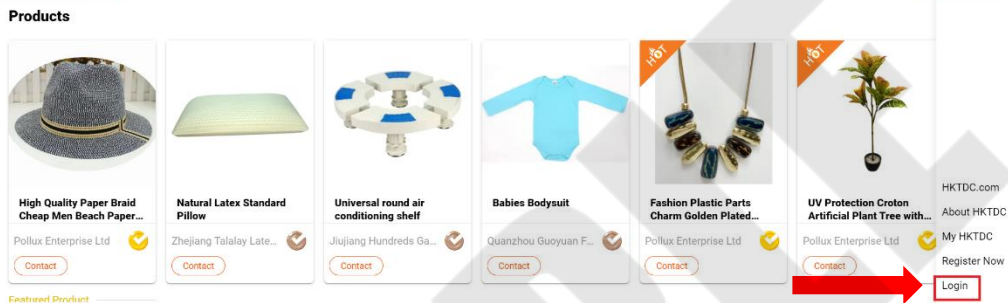 Products
HOT
HOT
High Quality Paper Braid
Cheap Men Beach Paper...
Natural Latex Standard
Pillow
Universal round air
conditioning shelf
Babies Bodysuit
Fashion Plastic Parts
Charm Golden Plated...
UV Protection Croton
Artificial Plant Tree with...
Pollux Enterprise Ltd
Zhejiang Talalay Late...
Jiujiang Hundreds Ga...
Quanzhou Guoyuan F...
Pollux Enterprise Ltd
Pollux Enterprise Ltd
Contact
Contact
Contact
Contact
Contact
Contact
Featured Product
HKTDC.com
About HKTDC
My HKTDC
Register Now
Login